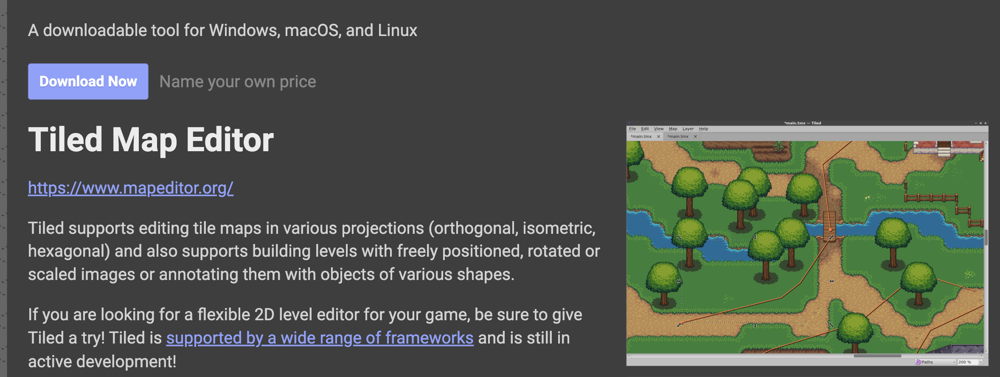 A downloadable tool for Windows, macOS, and Linux
Download Now Name your own price
Tiled Map Editor
https://www.mapeditor.org/
Tiled supports editing tile maps in various projections (orthogonal, isometric,
hexagonal) and also supports building levels with freely positioned, rotated or
scaled images or annotating them with objects of various shapes.
If you are looking for a flexible 2D level editor for your game, be sure to give
Tiled a try! Tiled is supported by a wide range of frameworks and is still in
active development!
*main.tmx — Tiled
File Edit View Map Layer Help
*main.tmx *main.tmx
Paths 200 %